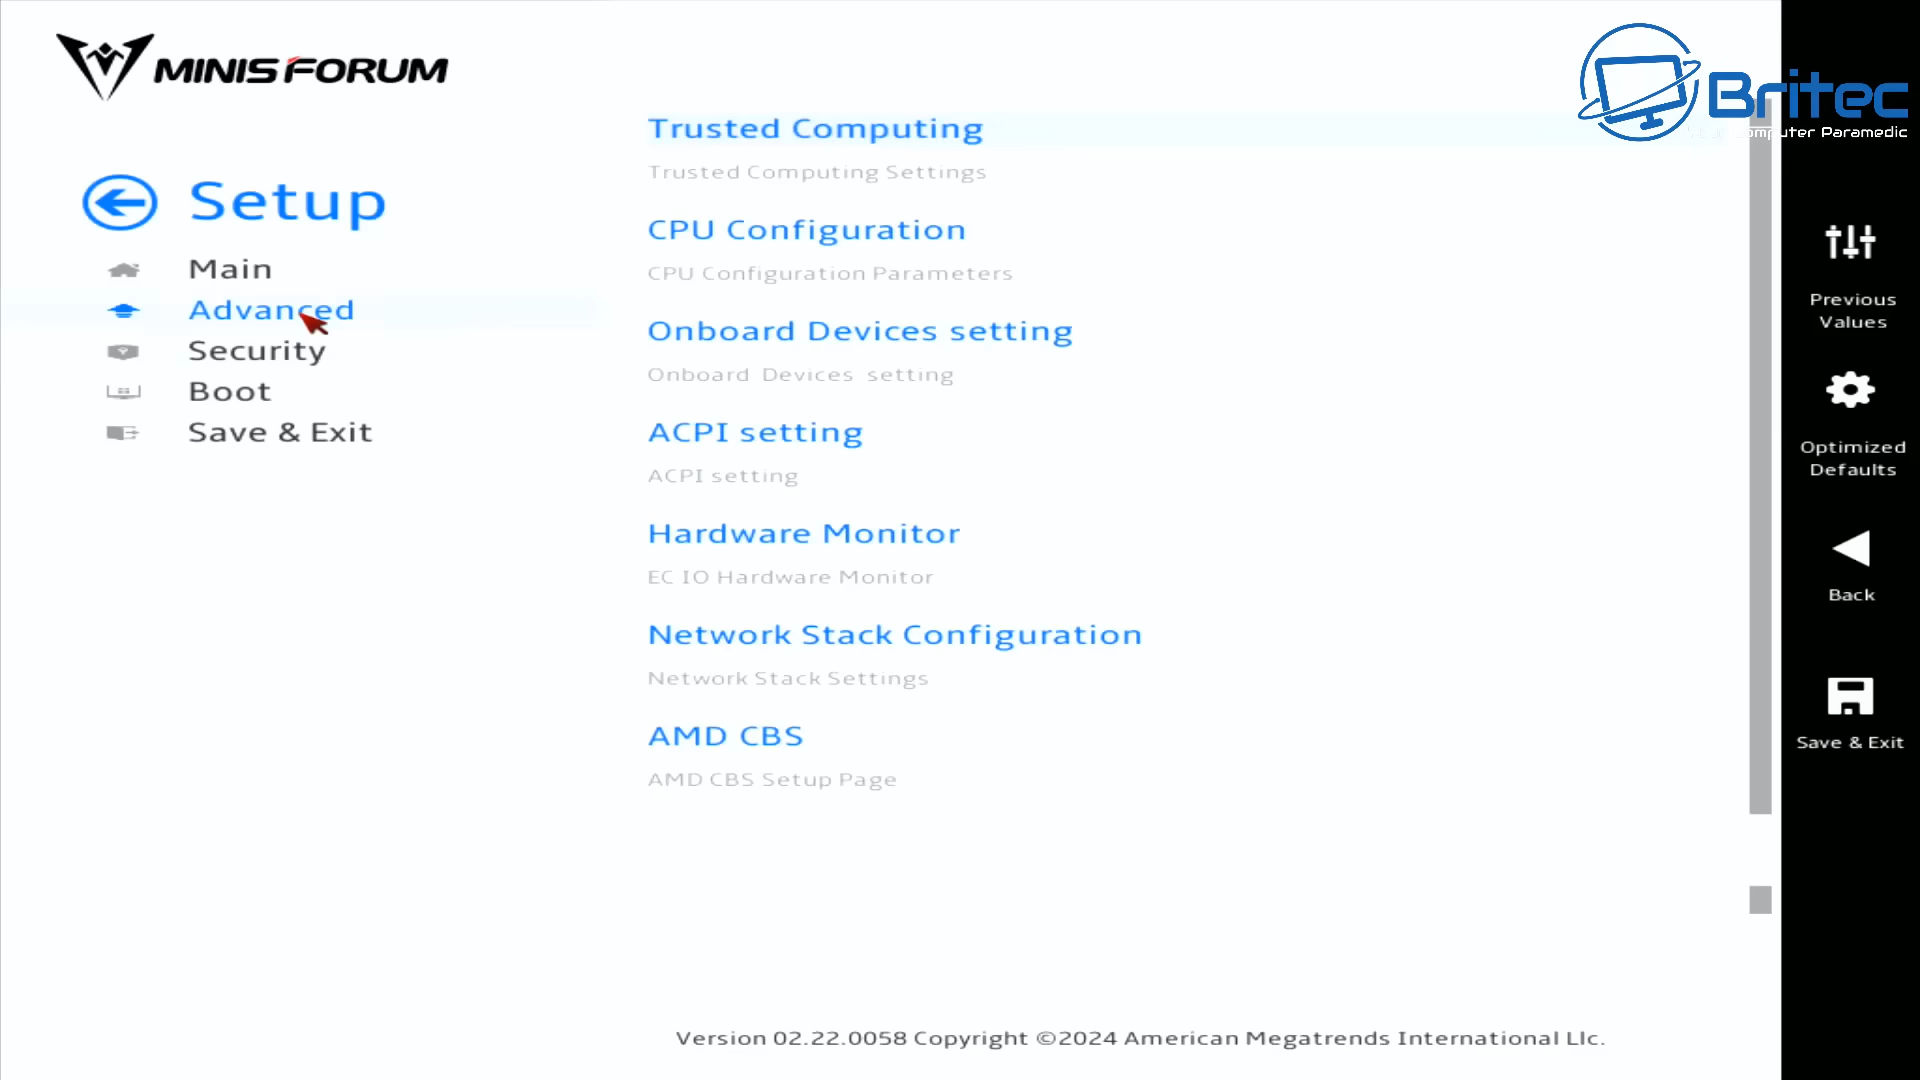 MINISFORUM
Britec
Computer Paramedic
Setup
Main
Advanced
Security
Boot
Save & Exit
Trusted Computing
Trusted Computing Settings
CPU Configuration
CPU Configuration Parameters
Onboard Devices setting
Onboard Devices setting
ACPI setting
ACPI setting
Hardware Monitor
EC IO Hardware Monitor
Network Stack Configuration
Network Stack Settings
AMD CBS
AMD CBS Setup Page
Previous
Values
Optimized
Defaults
Back
Save & Exit
Version 02.22.0058 Copyright ©2024 American Megatrends International Llc.